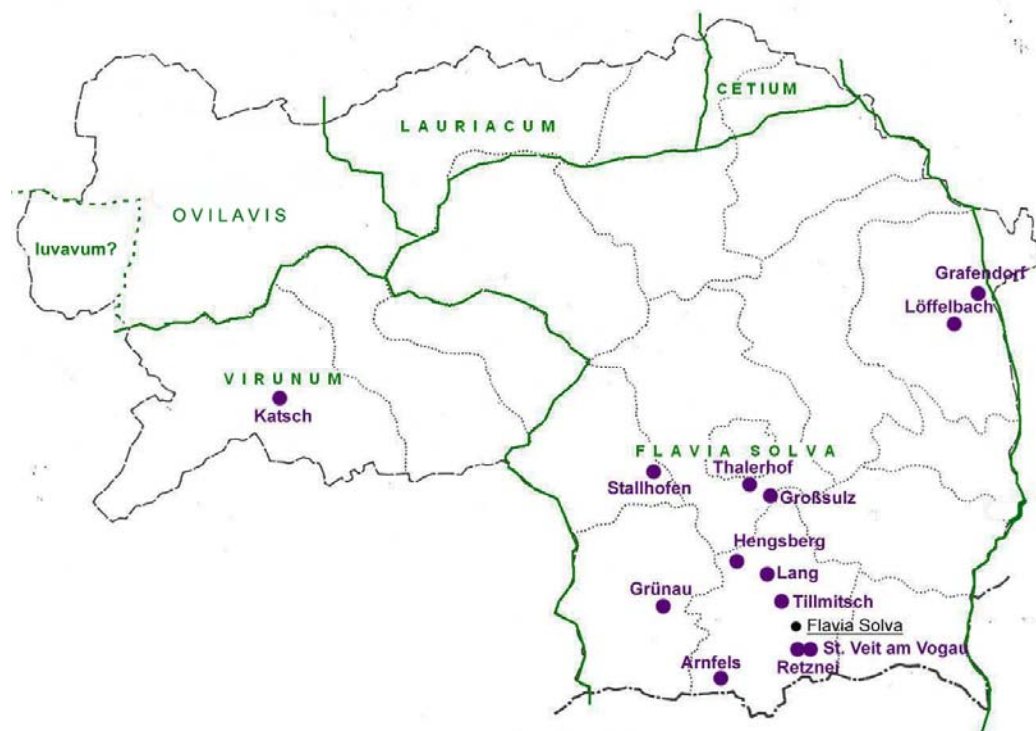 CETIUM
LAURIACUM
OVILAVIS
Iuvavum?
Grafendorf
Löffelbach
VIRUNUM
Katsch
FLAVIA SOLVA
Thalerhof
Stallhofen
Großsulz
Hengsberg
Lang
Grünau
Tillmitsch
Flavia Solva
St. Veit am Vogau
Retznei
Arnfels